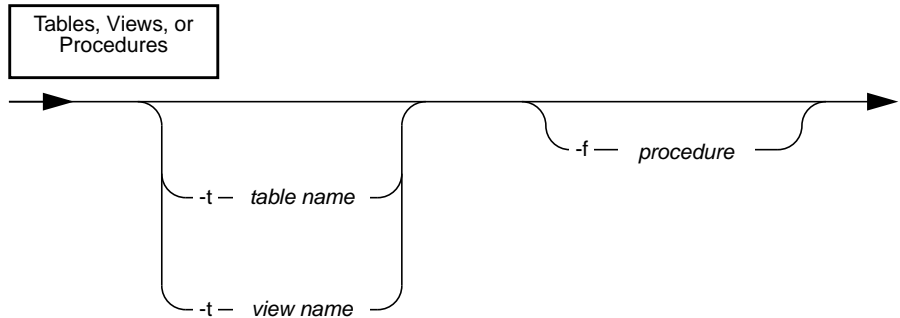 Tables, Views, or
Procedures
-f procedure
-t table name
-t view name